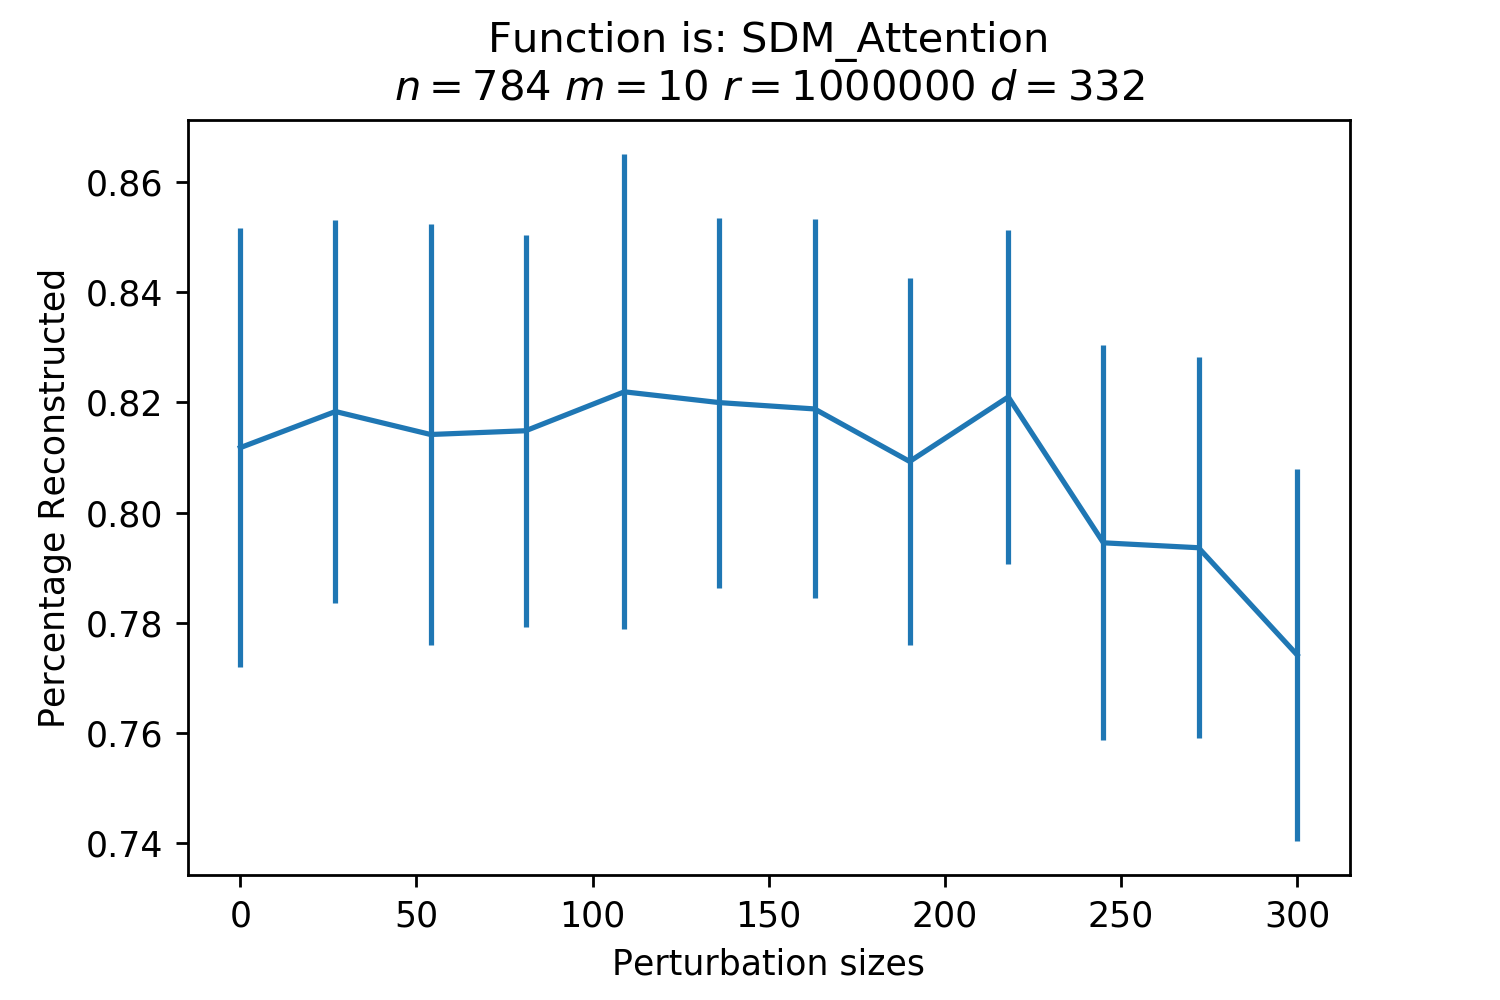 Function is: SDM_Attention
n = 784 m = 10 r = 1000000 d = 332
Percentage Reconstructed
0.86
0.84
0.82
0.80
0.78
0.76
0.74
0 50 100 150 200 250 300
Perturbation sizes